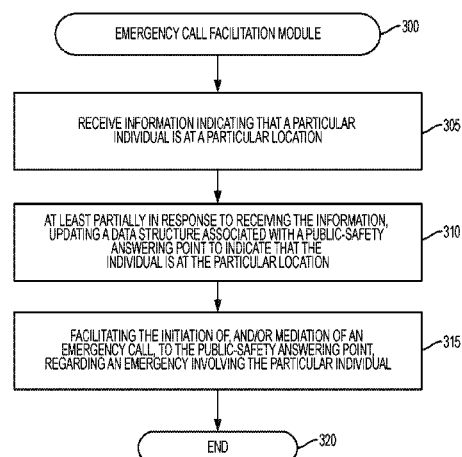 EMERGENCY CALL FACILITATION MODULE
300
RECEIVE INFORMATION INDICATING THAT A PARTICULAR
INDIVIDUAL IS AT A PARTICULAR LOCATION
305
AT LEAST PARTIALLY IN RESPONSE TO RECEIVING THE INFORMATION,
UPDATING A DATA STRUCTURE ASSOCIATED WITH A PUBLIC-SAFETY
ANSWERING POINT TO INDICATE THAT THE
INDIVIDUAL IS AT THE PARTICULAR LOCATION
310
FACILITATING THE INITIATION OF, AND/OR MEDIATION OF AN
EMERGENCY CALL, TO THE PUBLIC-SAFETY ANSWERING POINT,
REGARDING AN EMERGENCY INVOLVING THE PARTICULAR INDIVIDUAL
315
END
320